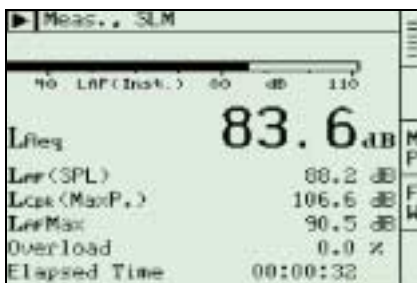 Meas., SLM
40 LAF(Inst.) 80 dB 110
LAeq 83.6 dB
LAF(SPL) 88.2 dB
LCpk(MaxP.) 106.6 dB
LAFMax 90.5 dB
Overload 0.0 %
Elapsed Time 00:00:32